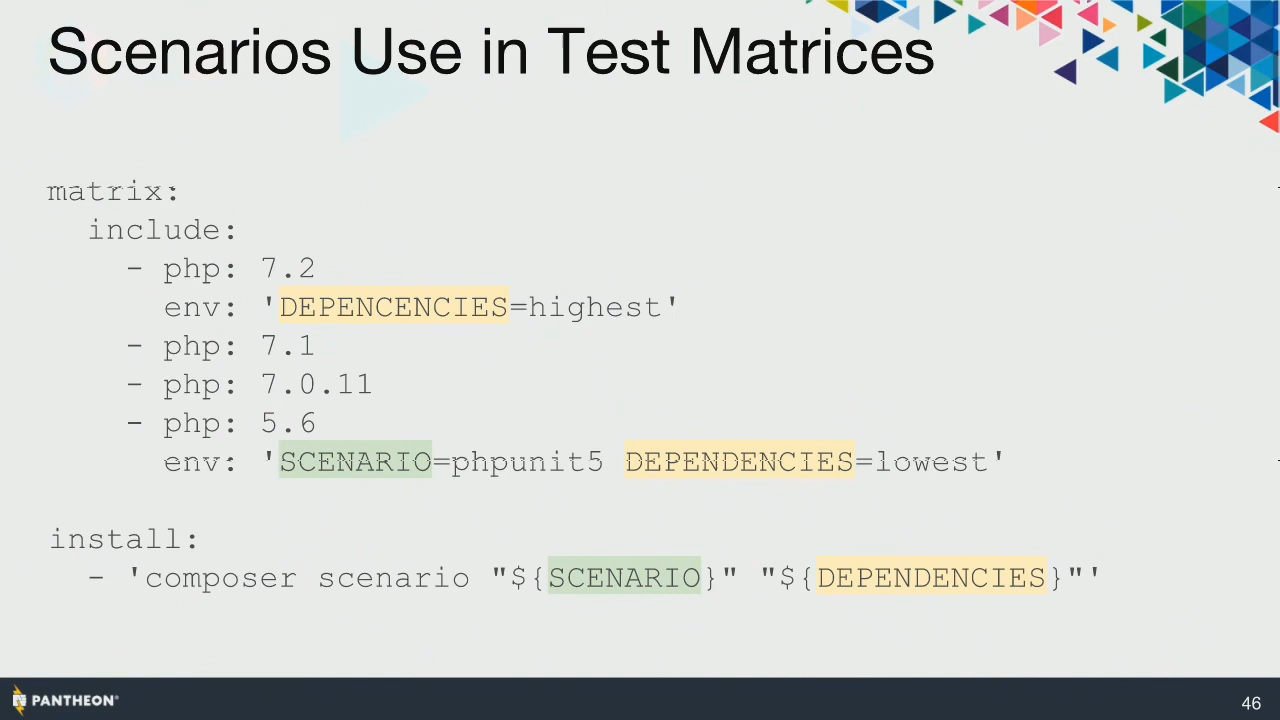 Scenarios Use in Test Matrices
matrix:
  include:
    - php: 7.2
      env: 'DEPENCENCIES=highest'
    - php: 7.1
    - php: 7.0.11
    - php: 5.6
      env: 'SCENARIO=phpunit5 DEPENDENCIES=lowest'
install:
  - 'composer scenario "${SCENARIO}" "${DEPENDENCIES}"'
PANTHEON®
46